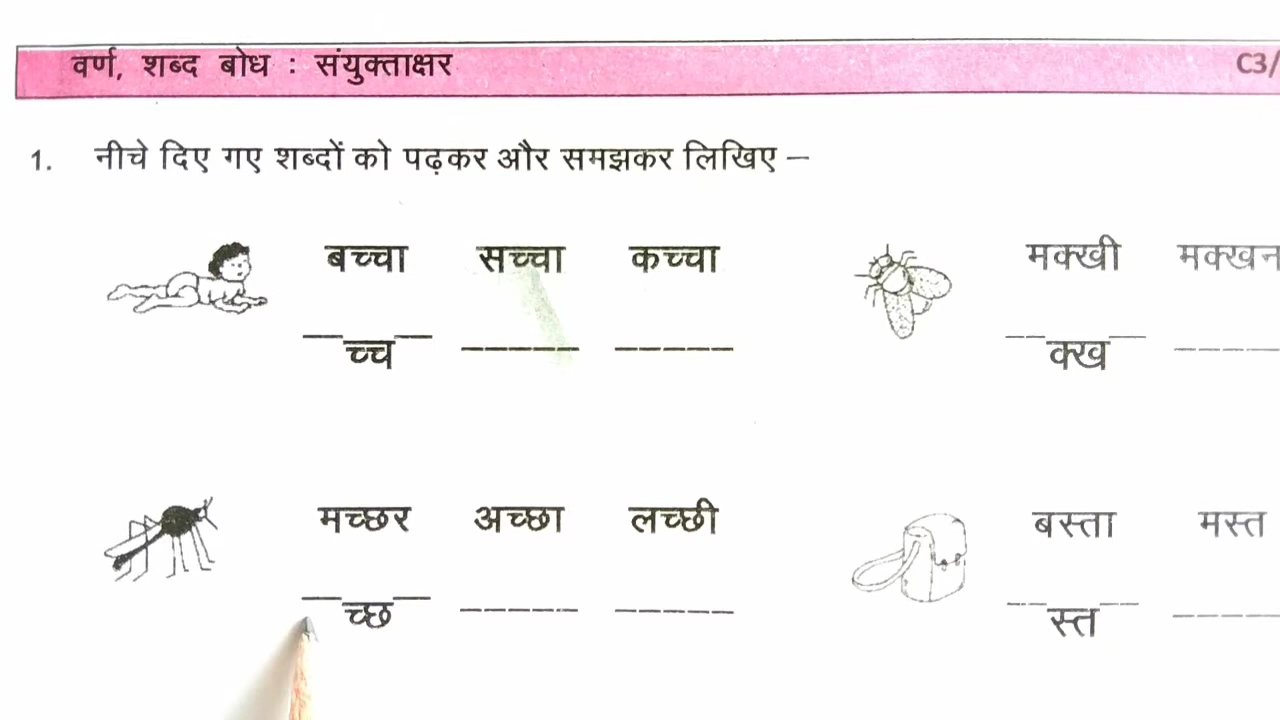 वर्ण, शब्द बोध : संयुक्ताक्षर C3/
1. नीचे दिए गए शब्दों को पढ़कर और समझकर लिखिए –
बच्चा सच्चा कच्चा मक्खी मक्खन
च्च क्ख
मच्छर अच्छा लच्छी बस्ता मस्त
च्छ स्त